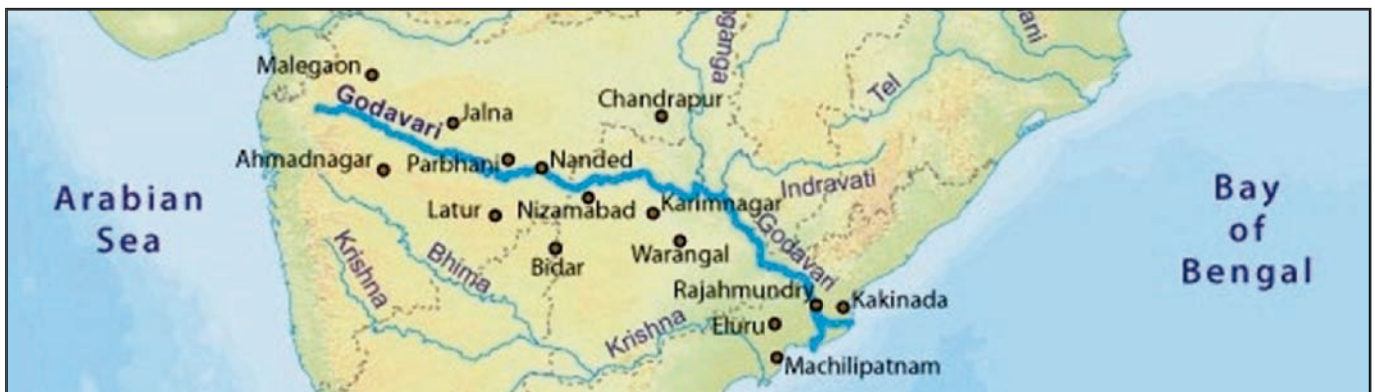 Malegaon
Godavari
Jalna
Chandrapur
Tel
Ahmadnagar
Parbhani
Nanded
Indravati
Arabian
Sea
Latur
Nizamabad
Karimnagar
Bay
of
Bengal
Krishna
Bhima
Bidar
Warangal
Godavari
Rajahmundry
Kakinada
Krishna
Eluru
Machilipatnam